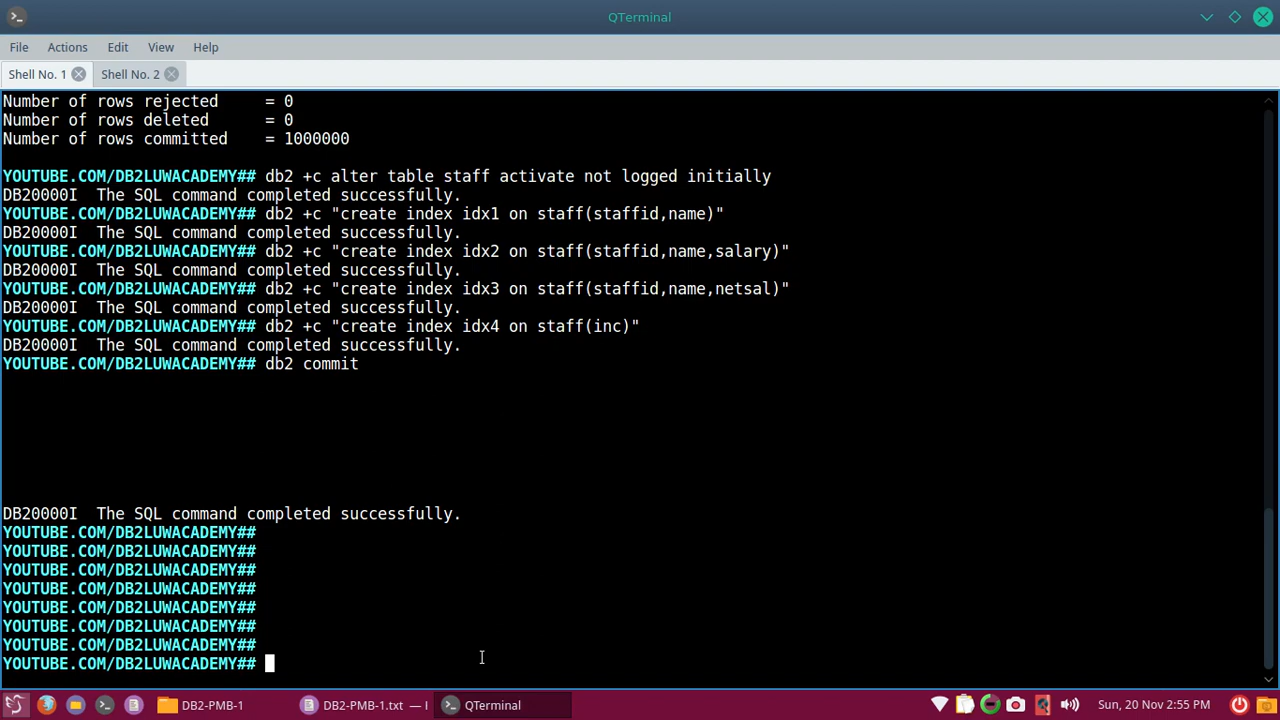 QTerminal
File Actions Edit View Help
Shell No. 1 Shell No. 2
Number of rows rejected     = 0
Number of rows deleted      = 0
Number of rows committed    = 1000000
YOUTUBE.COM/DB2LUWACADEMY## db2 +c alter table staff activate not logged initially
DB20000I  The SQL command completed successfully.
YOUTUBE.COM/DB2LUWACADEMY## db2 +c "create index idx1 on staff(staffid,name)"
DB20000I  The SQL command completed successfully.
YOUTUBE.COM/DB2LUWACADEMY## db2 +c "create index idx2 on staff(staffid,name,salary)"
DB20000I  The SQL command completed successfully.
YOUTUBE.COM/DB2LUWACADEMY## db2 +c "create index idx3 on staff(staffid,name,netsal)"
DB20000I  The SQL command completed successfully.
YOUTUBE.COM/DB2LUWACADEMY## db2 +c "create index idx4 on staff(inc)"
DB20000I  The SQL command completed successfully.
YOUTUBE.COM/DB2LUWACADEMY## db2 commit
DB20000I  The SQL command completed successfully.
YOUTUBE.COM/DB2LUWACADEMY##
YOUTUBE.COM/DB2LUWACADEMY##
YOUTUBE.COM/DB2LUWACADEMY##
YOUTUBE.COM/DB2LUWACADEMY##
YOUTUBE.COM/DB2LUWACADEMY##
YOUTUBE.COM/DB2LUWACADEMY##
YOUTUBE.COM/DB2LUWACADEMY##
YOUTUBE.COM/DB2LUWACADEMY##
DB2-PMB-1 DB2-PMB-1.txt — QTerminal Sun, 20 Nov 2:55 PM